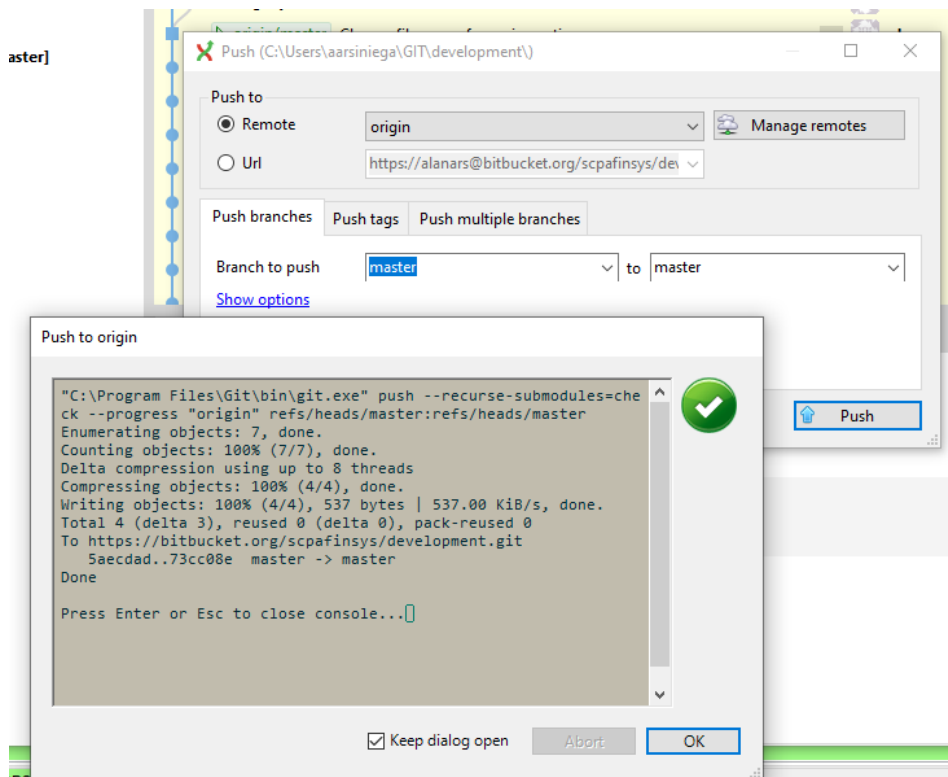 aster]
Push (C:\Users\aarsiniega\GIT\development\)
Push to
Remote
origin
Manage remotes
Url
https://alanars@bitbucket.org/scpafinsys/dev
Push branches
Push tags
Push multiple branches
Branch to push
master
to
master
Show options
Push
Push to origin
"C:\Program Files\Git\bin\git.exe" push --recurse-submodules=che
ck --progress "origin" refs/heads/master:refs/heads/master
Enumerating objects: 7, done.
Counting objects: 100% (7/7), done.
Delta compression using up to 8 threads
Compressing objects: 100% (4/4), done.
Writing objects: 100% (4/4), 537 bytes | 537.00 KiB/s, done.
Total 4 (delta 3), reused 0 (delta 0), pack-reused 0
To https://bitbucket.org/scpafinsys/development.git
5aecdad..73cc08e master -> master
Done
Press Enter or Esc to close console...
Keep dialog open
Abort
OK